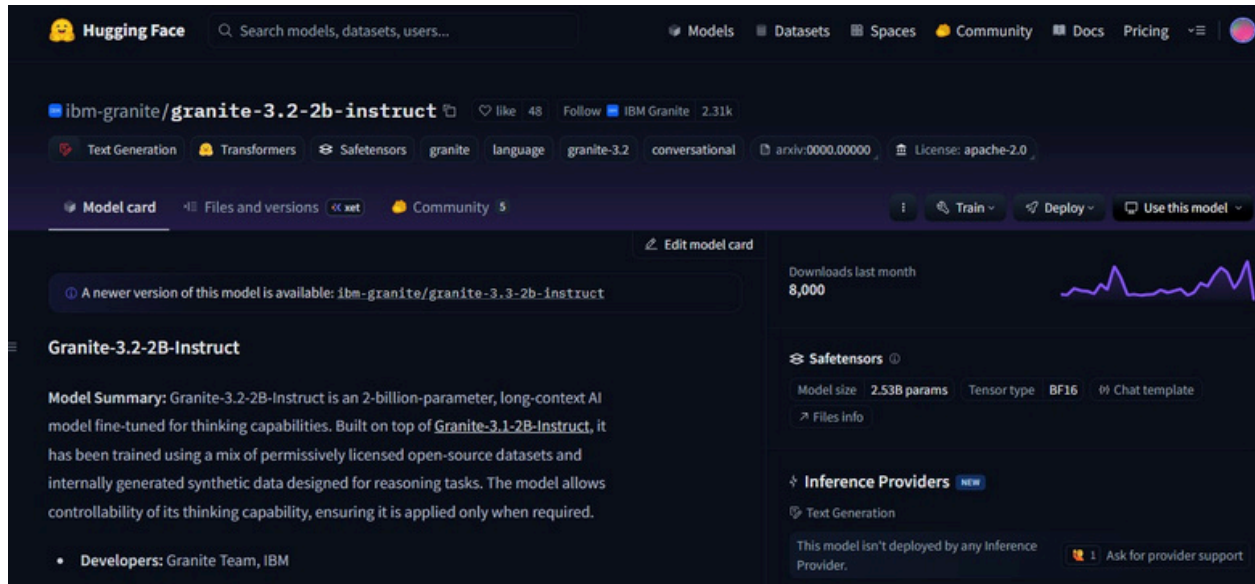 Hugging Face Search models, datasets, users... Models Datasets Spaces Community Docs Pricing
ibm-granite/granite-3.2-2b-instruct like 48 Follow IBM Granite 2.31k
Text Generation Transformers Safetensors granite language granite-3.2 conversational arxiv:0000.00000 License: apache-2.0
Model card Files and versions xet Community 5 Train Deploy Use this model
Edit model card
A newer version of this model is available: ibm-granite/granite-3.3-2b-instruct
Granite-3.2-2B-Instruct
Model Summary: Granite-3.2-2B-Instruct is an 2-billion-parameter, long-context AI
model fine-tuned for thinking capabilities. Built on top of Granite-3.1-2B-Instruct, it
has been trained using a mix of permissively licensed open-source datasets and
internally generated synthetic data designed for reasoning tasks. The model allows
controllability of its thinking capability, ensuring it is applied only when required.
• Developers: Granite Team, IBM
Downloads last month
8,000
Safetensors
Model size 2.53B params Tensor type BF16 Chat template
Files info
Inference Providers NEW
Text Generation
This model isn't deployed by any Inference
Provider.
1 Ask for provider support